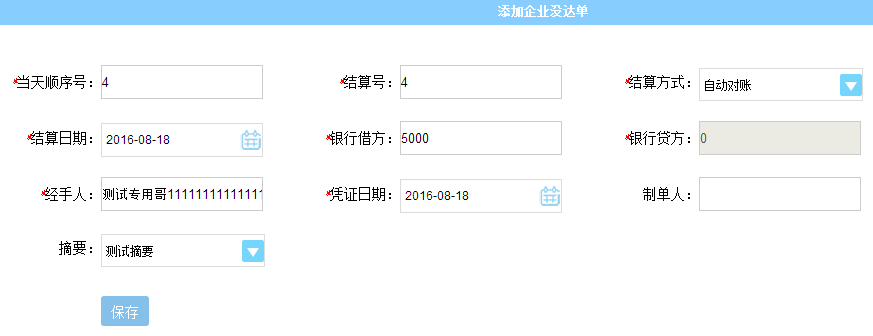 添加企业没达单
*当天顺序号：4 *结算号：4 *结算方式：自动对账
*结算日期：2016-08-18 *银行借方：5000 *银行贷方：0
*经手人：测试专用哥11111111111111 *凭证日期：2016-08-18 制单人：
摘要：测试摘要
保存